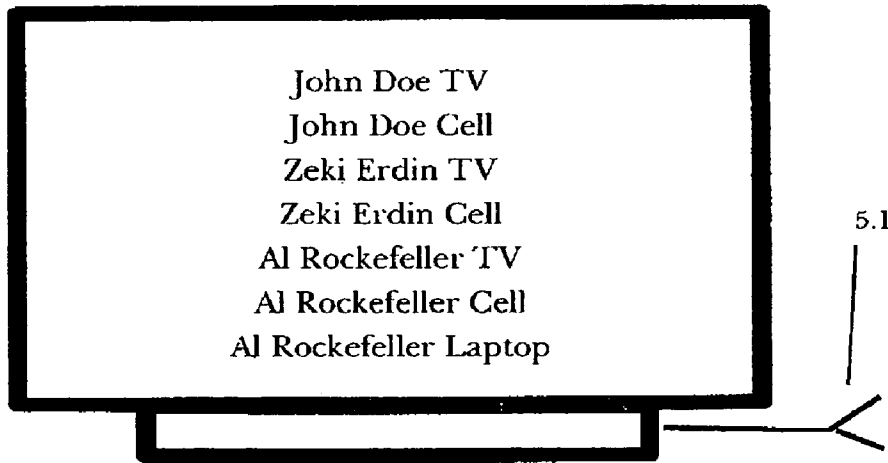 John Doe TV
John Doe Cell
Zeki Erdin TV
Zeki Erdin Cell
Al Rockefeller TV
Al Rockefeller Cell
Al Rockefeller Laptop
5.1